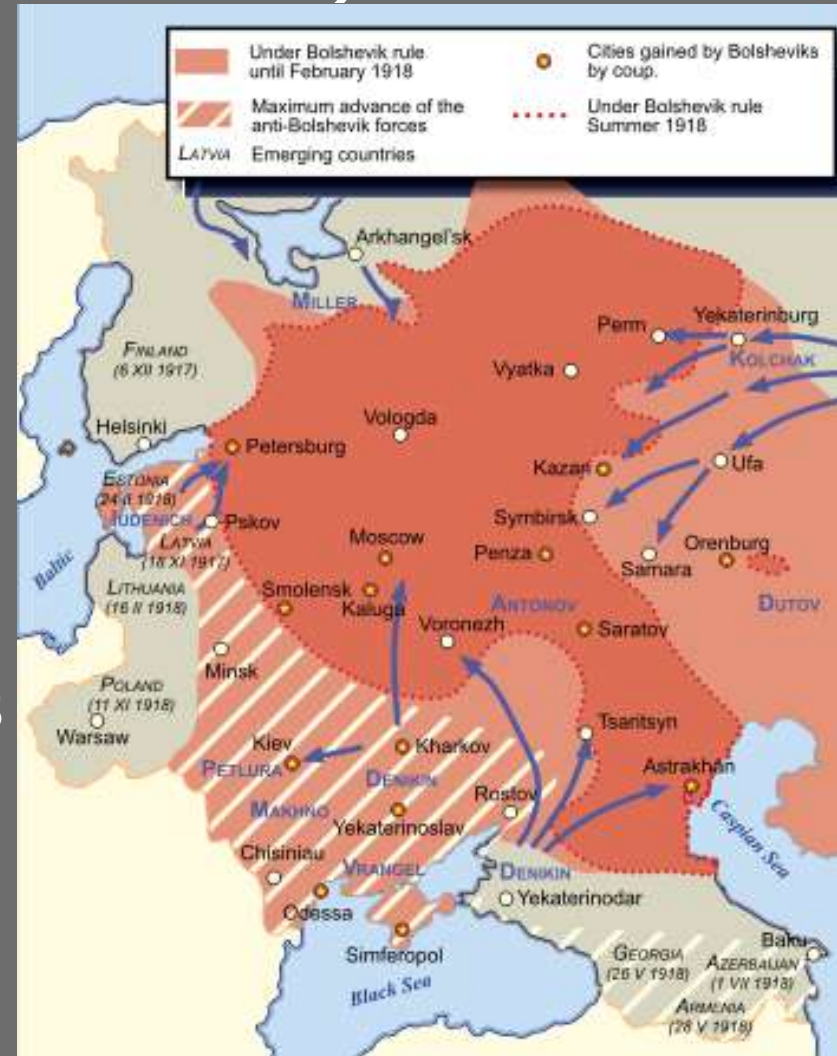 Under Bolshevik rule
until February 1918
Maximum advance of the
anti-Bolshevik forces
LATVIA Emerging countries
Cities gained by Bolsheviks
by coup.
Under Bolshevik rule
Summer 1918
Arkhangel'sk
MILLER
Perm
Yekaterinburg
KOLCHAK
FINLAND
(6 XII 1917)
Vyatka
Helsinki
Vologda
Petersburg
Kazan
Ufa
ESTONIA
(24 II 1918)
JUDENICH
Pskov
Symbirsk
LATVIA
(18 XI 1917)
Moscow
Penza
Samara
Orenburg
Baltic
LITHUANIA
(16 II 1918)
Smolensk
Kaluga
ANTONOV
DUTOV
Voronezh
Saratov
Minsk
POLAND
(11 XI 1918)
Warsaw
Tsaritsyn
Kiev
Kharkov
PETLURA
DENIKIN
Astrakhan
MAKHNO
Rostov
Yekaterinoslav
Caspian Sea
Chisiniau
VRANGEL
DENIKIN
Odessa
Yekaterinodar
Simferopol
Baku
GEORGIA
(26 V 1918)
AZERBAIJAN
(1 VII 1918)
Black Sea
ARMENIA
(28 V 1918)